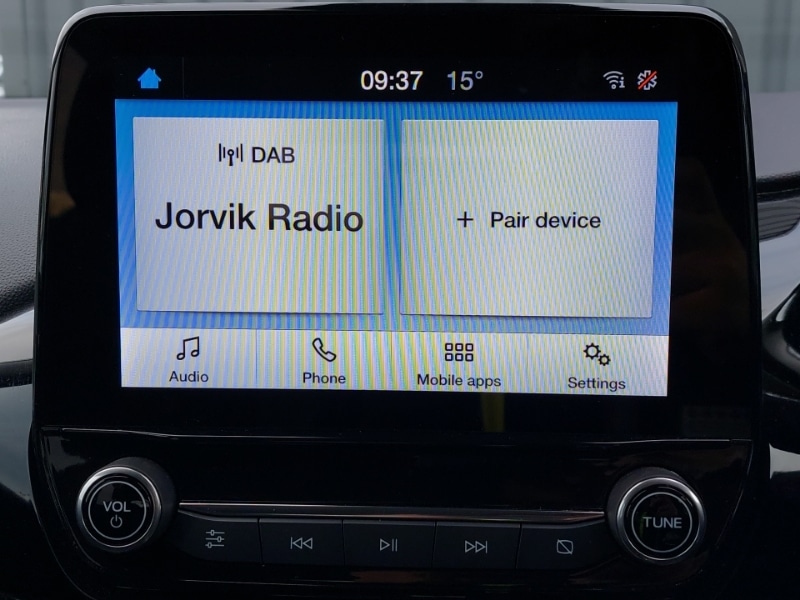 09:37 15°
DAB
Jorvik Radio
+ Pair device
Audio Phone Mobile apps Settings
VOL
TUNE